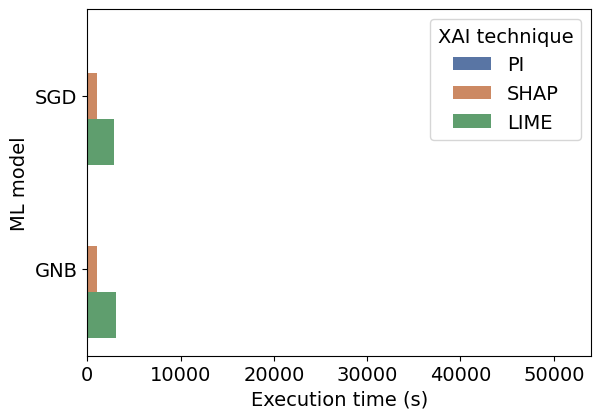 XAI technique
PI
SHAP
LIME
SGD
GNB
ML model
0 10000 20000 30000 40000 50000
Execution time (s)